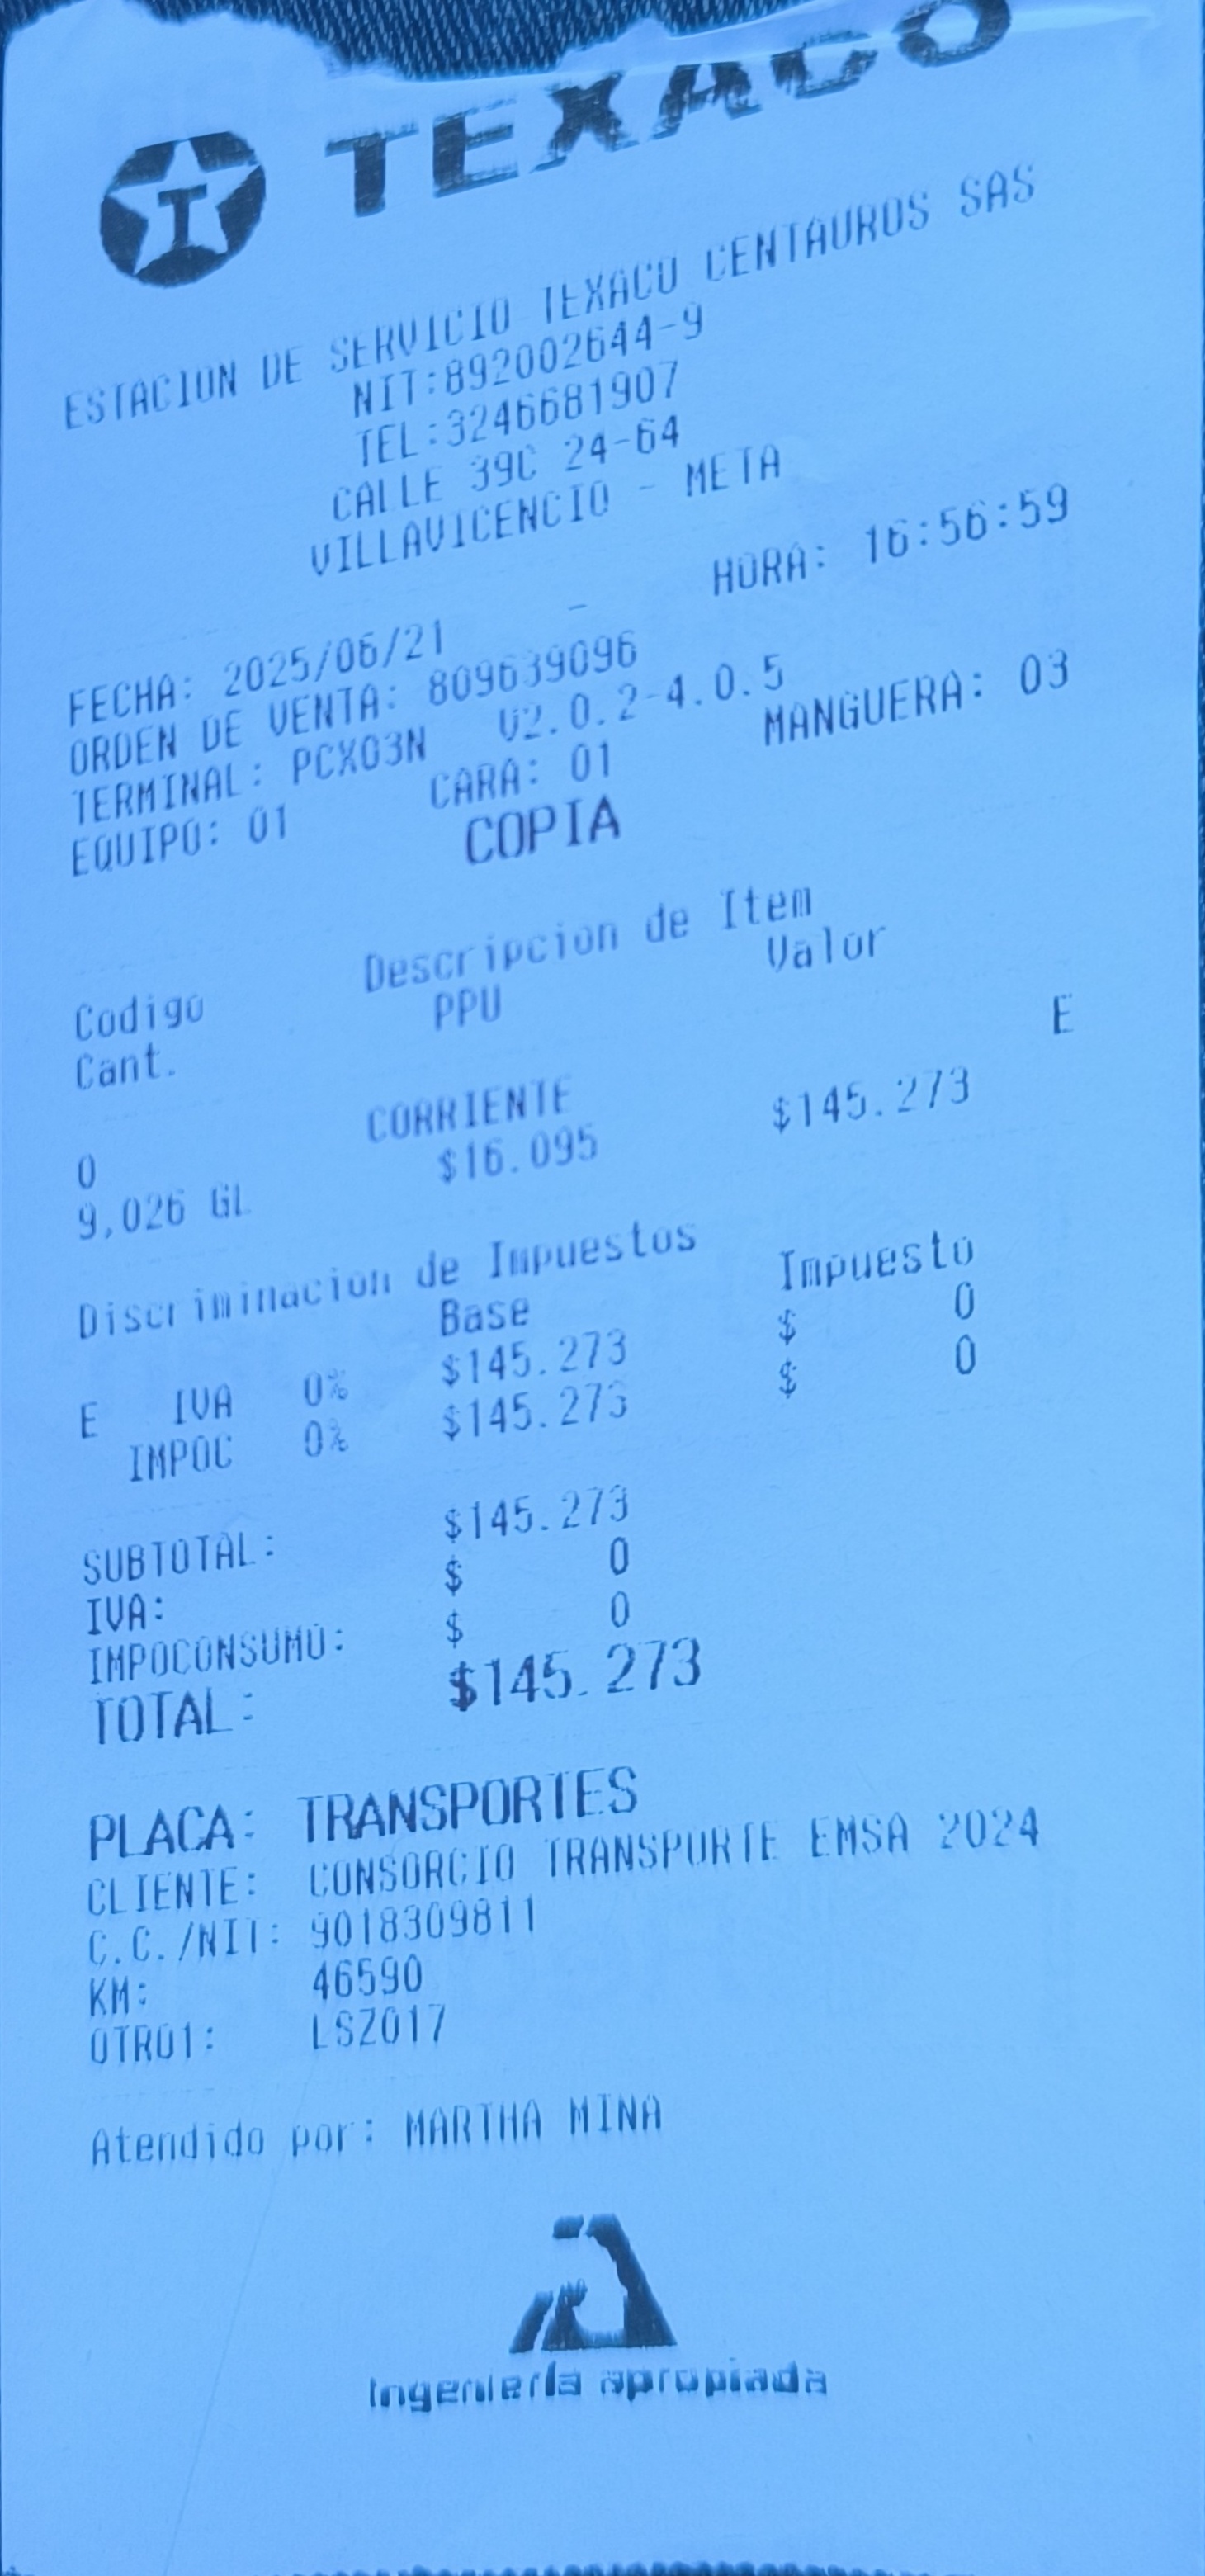 TEXACO
ESTACION DE SERVICIO TEXACO CENTAUROS SAS
NIT:892002644-9
TEL:3246681907
CALLE 39C 24-64
VILLAVICENCIO - META
-
FECHA: 2025/06/21 HORA: 16:56:59
ORDEN DE VENTA: 809639096
TERMINAL: PCX03N V2.0.2-4.0.5
EQUIPO: 01 CARA: 01 MANGUERA: 03
COPIA
Codigo Descripcion de Item
Cant. PPU Valor
0 CORRIENTE E
9,026 GL $16.095 $145.273
Discriminacion de Impuestos
Base Impuesto
E IVA 0% $145.273 $ 0
IMPOC 0% $145.273 $ 0
SUBTOTAL: $145.273
IVA: $ 0
IMPOCONSUMO: $ 0
TOTAL: $145.273
PLACA: TRANSPORTES
CLIENTE: CONSORCIO TRANSPORTE EMSA 2024
C.C./NIT: 9018309811
KM: 46590
OTRO1: LSZ017
Atendido por: MARTHA MINA
Ingeniería apropiada